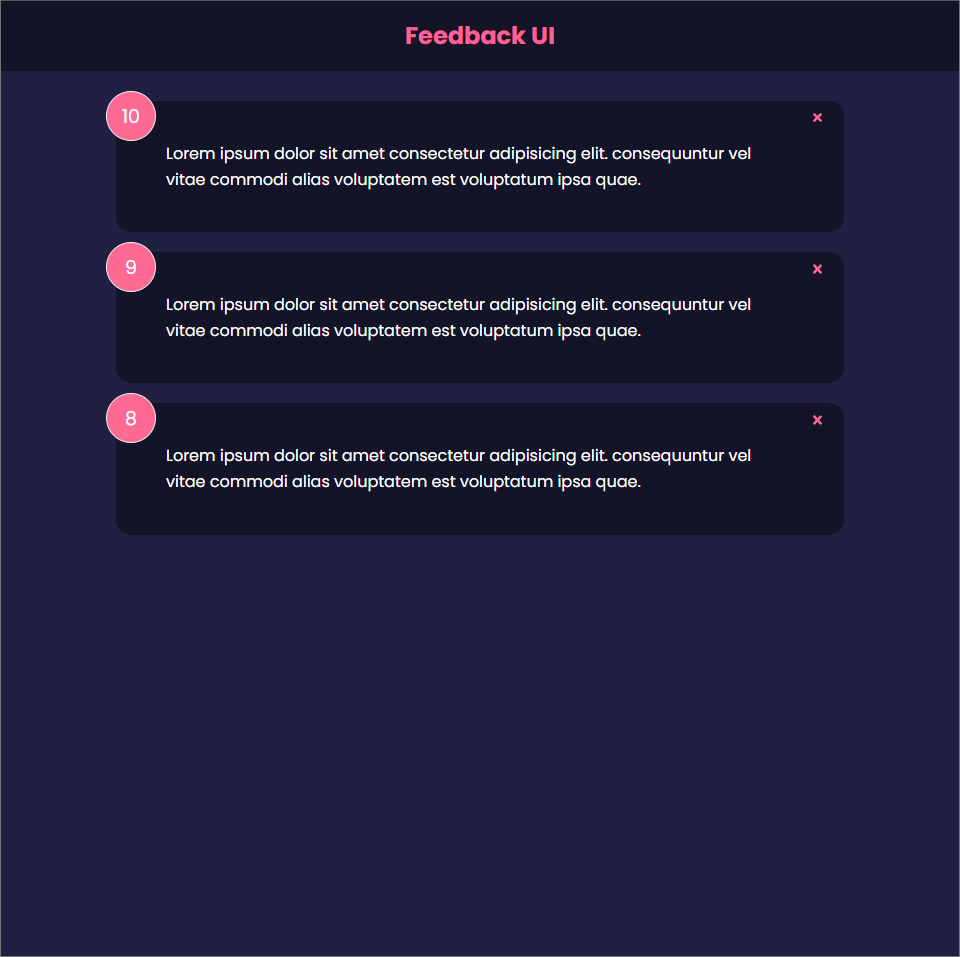 Feedback UI
10
Lorem ipsum dolor sit amet consectetur adipisicing elit. consequuntur vel
vitae commodi alias voluptatem est voluptatum ipsa quae.
9
Lorem ipsum dolor sit amet consectetur adipisicing elit. consequuntur vel
vitae commodi alias voluptatem est voluptatum ipsa quae.
8
Lorem ipsum dolor sit amet consectetur adipisicing elit. consequuntur vel
vitae commodi alias voluptatem est voluptatum ipsa quae.